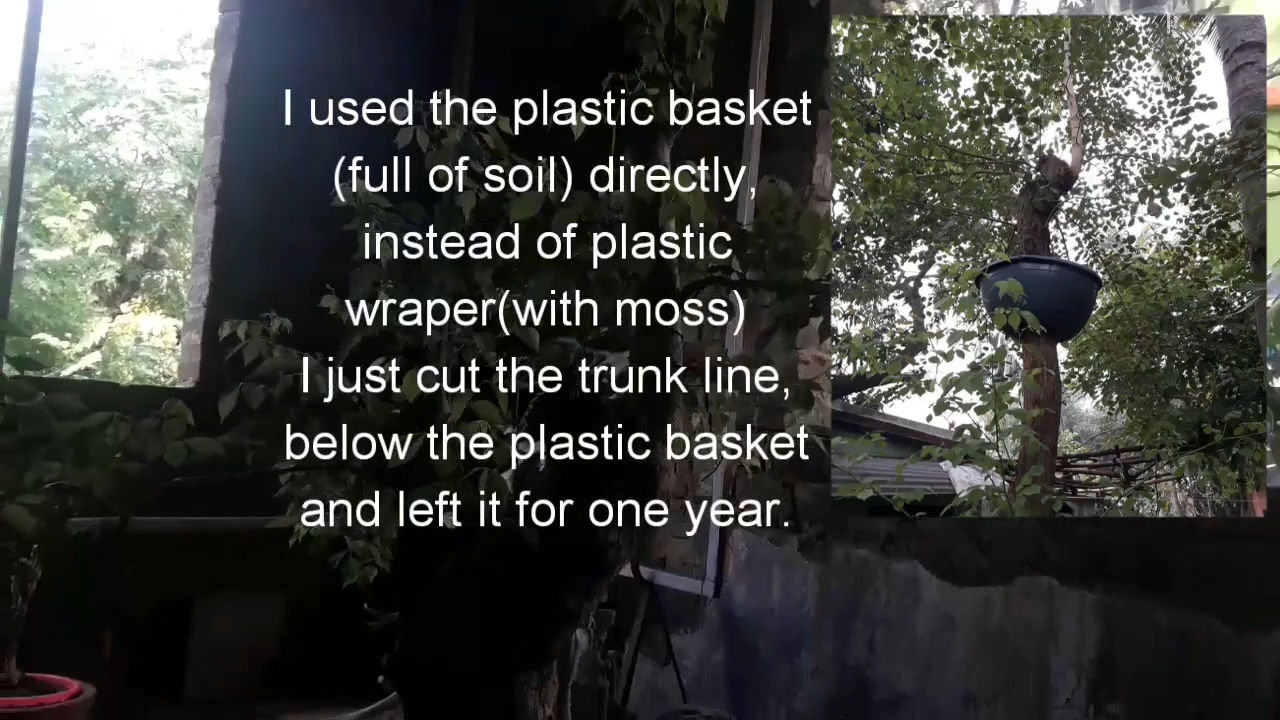 I used the plastic basket
(full of soil) directly,
instead of plastic
wraper(with moss)
I just cut the trunk line,
below the plastic basket
and left it for one year.